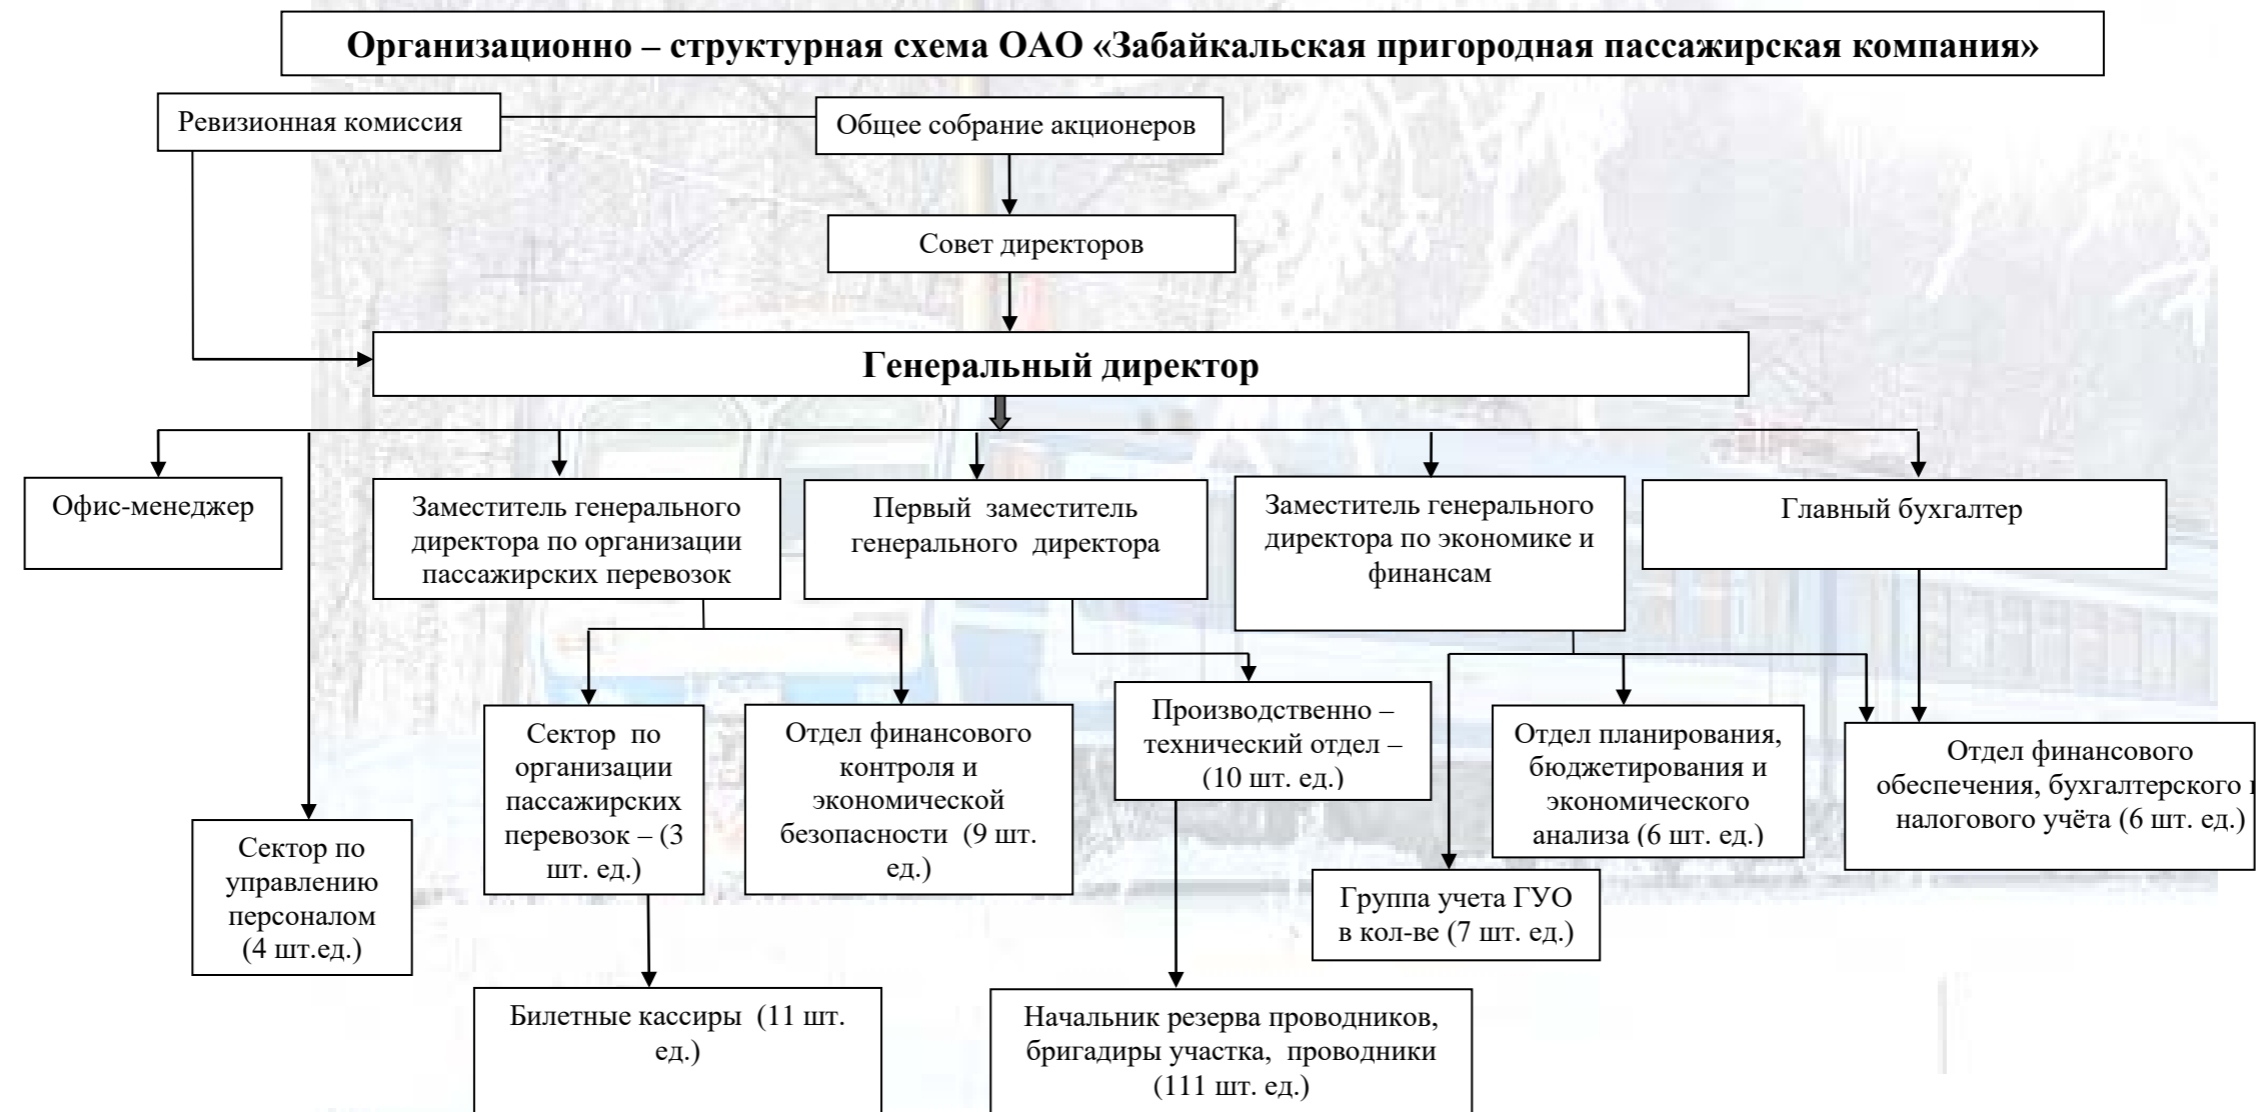 Организационно – структурная схема ОАО «Забайкальская пригородная пассажирская компания»
Ревизионная комиссия
Общее собрание акционеров
Совет директоров
Генеральный директор
Офис-менеджер
Заместитель генерального
директора по организации
пассажирских перевозок
Первый заместитель
генерального директора
Заместитель генерального
директора по экономике и
финансам
Главный бухгалтер
Сектор по
управлению
персоналом
(4 шт.ед.)
Сектор по
организации
пассажирских
перевозок – (3
шт. ед.)
Отдел финансового
контроля и
экономической
безопасности (9 шт.
ед.)
Производственно –
технический отдел –
(10 шт. ед.)
Отдел планирования,
бюджетирования и
экономического
анализа (6 шт. ед.)
Отдел финансового
обеспечения, бухгалтерского
налогового учёта (6 шт. ед.)
Группа учета ГУО
в кол-ве (7 шт. ед.)
Билетные кассиры (11 шт.
ед.)
Начальник резерва проводников,
бригадиры участка, проводники
(111 шт. ед.)